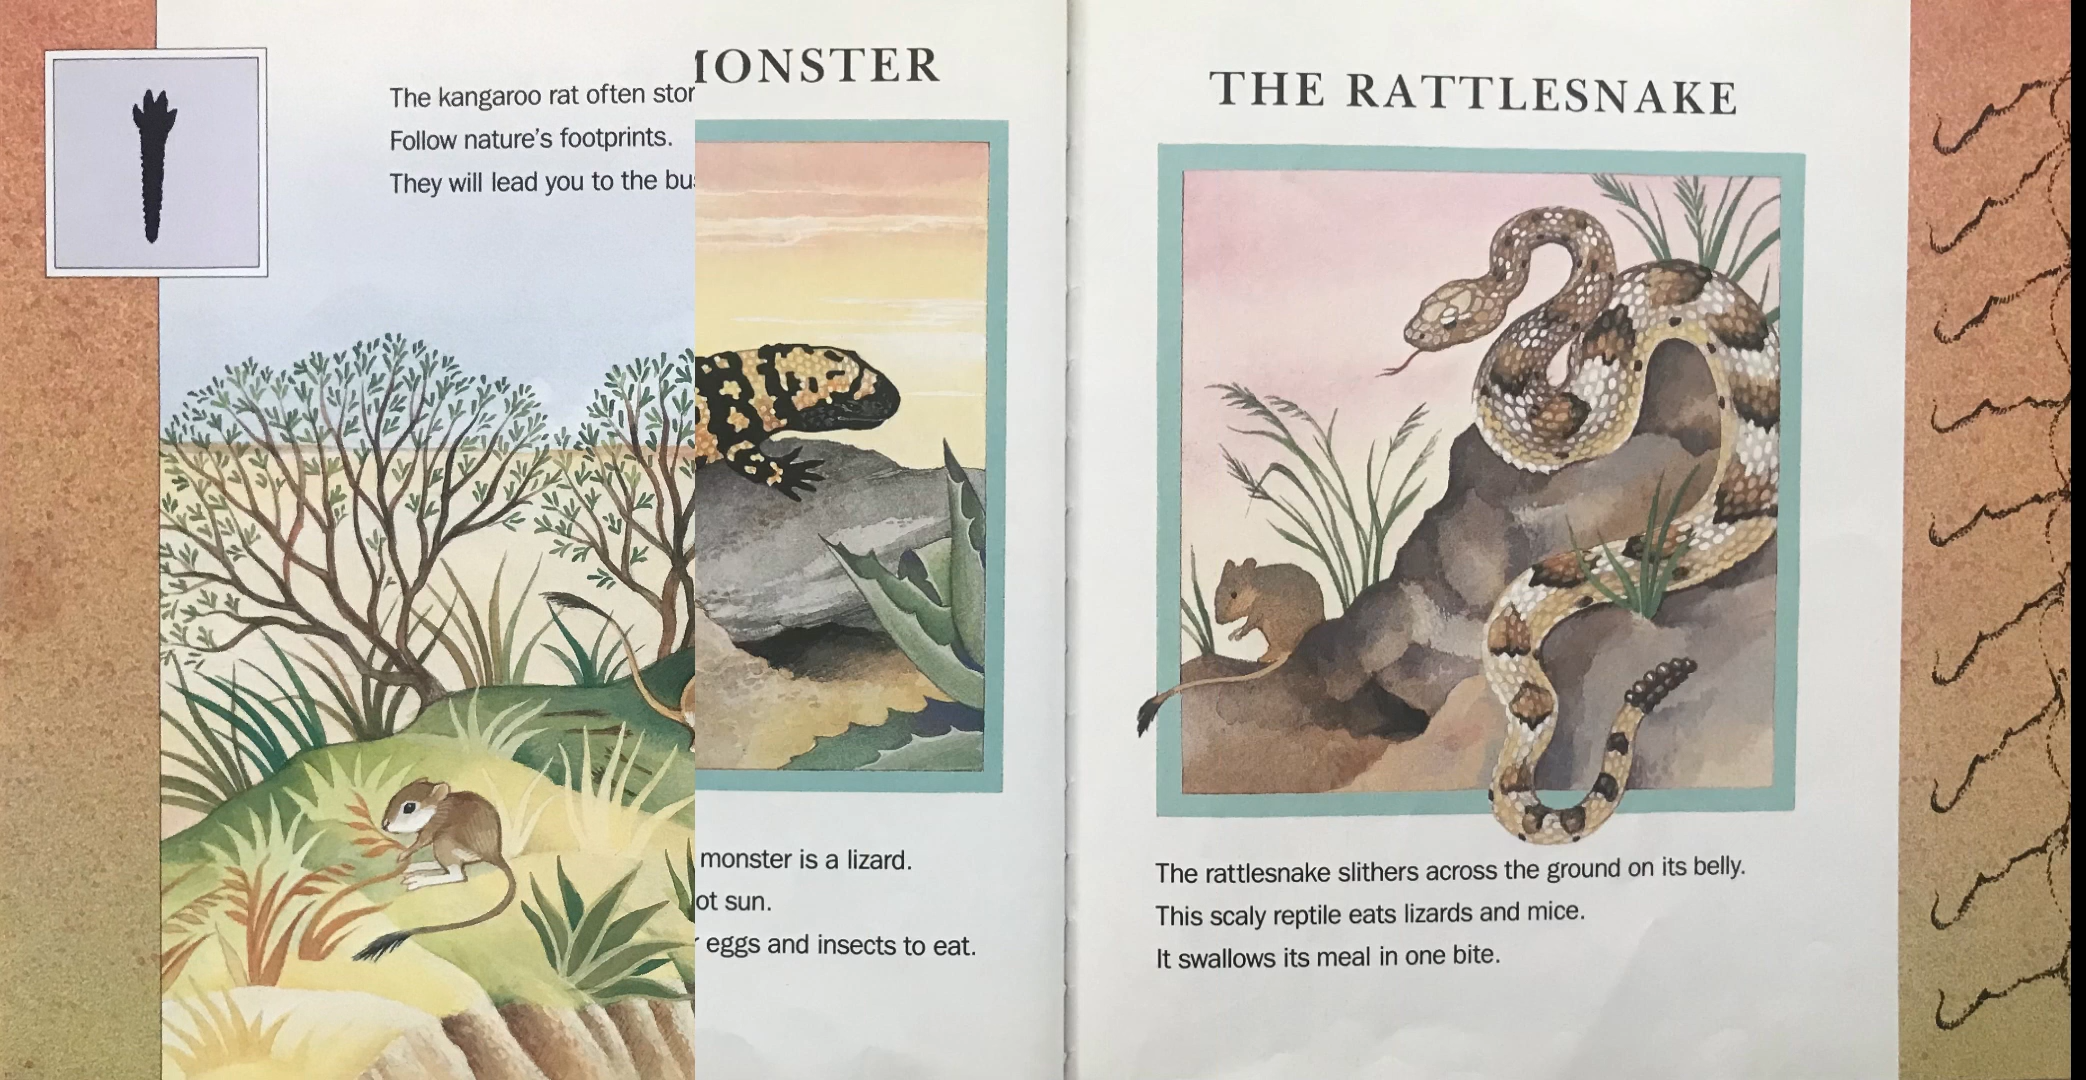 The kangaroo rat often stor
Follow nature's footprints.
They will lead you to the bu
MONSTER
monster is a lizard.
ot sun.
eggs and insects to eat.
THE RATTLESNAKE
The rattlesnake slithers across the ground on its belly.
This scaly reptile eats lizards and mice.
It swallows its meal in one bite.